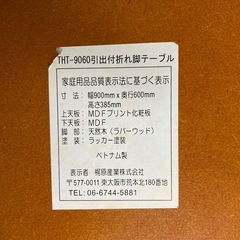 THT-9060引出付折れ脚テーブル
家庭用品品質表示法に基づく表示
寸 法：幅900mm x 奥行600mm
高さ385mm
上天板：MDFプリント化粧板
下天板：MDF
脚 部：天然木（ラバーウッド）
塗 装：ラッカー塗装
ベトナム製
表示者：梶原産業株式会社
〒577-0011 東大阪市荒本北180番地
TEL 06-6744-5881